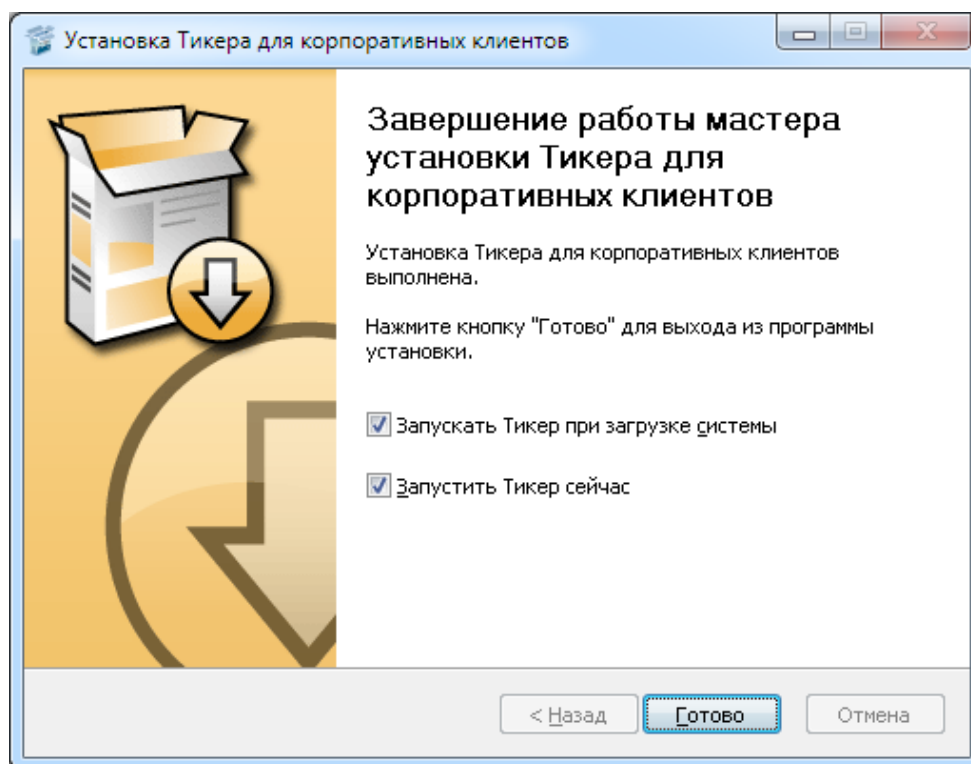 Установка Тикера для корпоративных клиентов
Завершение работы мастера
установки Тикера для
корпоративных клиентов
Установка Тикера для корпоративных клиентов
выполнена.
Нажмите кнопку "Готово" для выхода из программы
установки.
Запускать Тикер при загрузке системы
Запустить Тикер сейчас
< Назад
Готово
Отмена